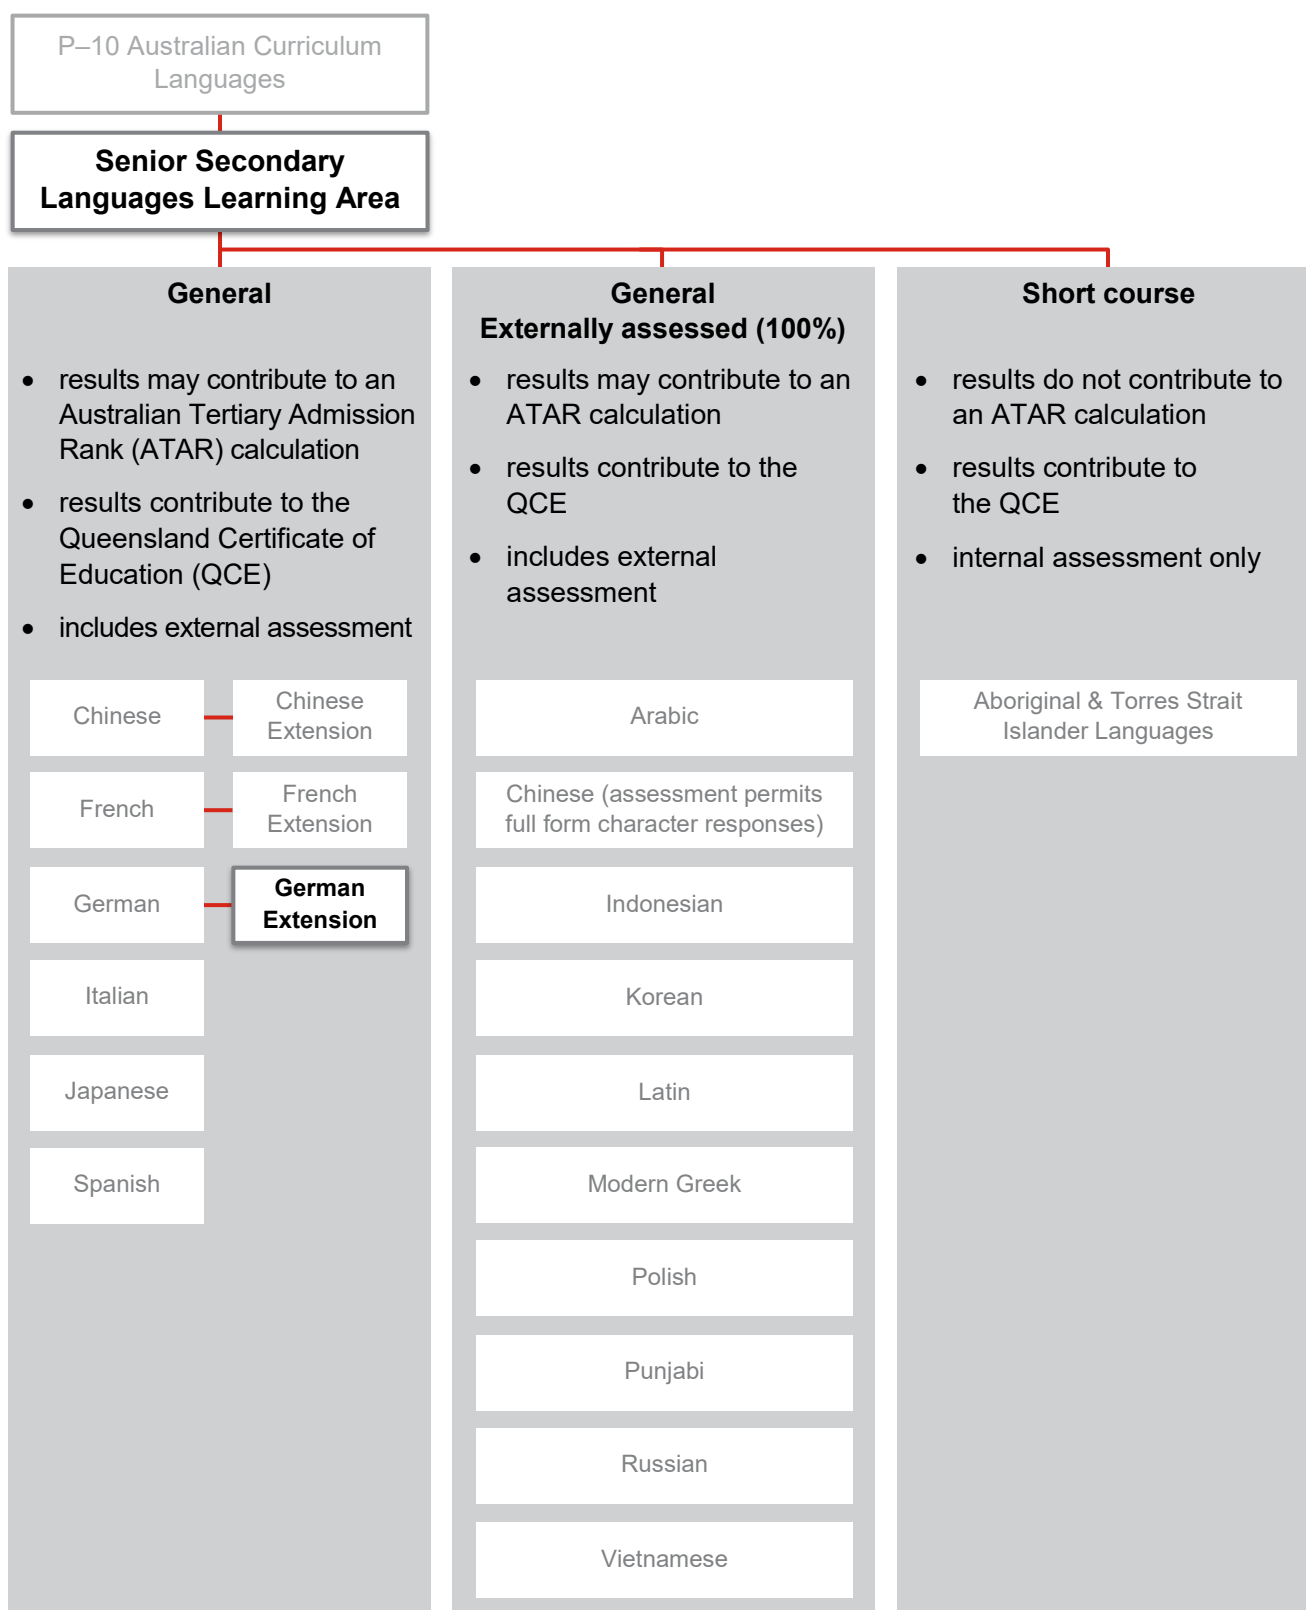 P–10 Australian Curriculum
Languages
Senior Secondary
Languages Learning Area
General
• results may contribute to an
Australian Tertiary Admission
Rank (ATAR) calculation
• results contribute to the
Queensland Certificate of
Education (QCE)
• includes external assessment
Chinese
Chinese
Extension
French
French
Extension
German
German
Extension
Italian
Japanese
Spanish
General
Externally assessed (100%)
• results may contribute to an
ATAR calculation
• results contribute to the
QCE
• includes external
assessment
Arabic
Chinese (assessment permits
full form character responses)
Indonesian
Korean
Latin
Modern Greek
Polish
Punjabi
Russian
Vietnamese
Short course
• results do not contribute to
an ATAR calculation
• results contribute to
the QCE
• internal assessment only
Aboriginal & Torres Strait
Islander Languages